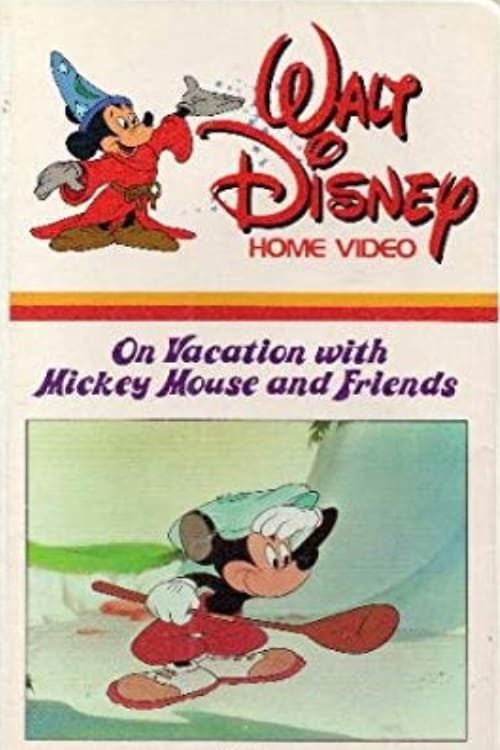 WALT
DISNEY
HOME VIDEO
On Vacation with
Mickey Mouse and Friends